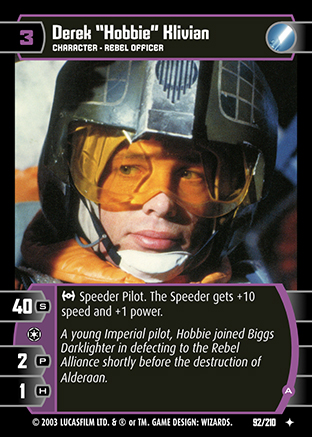 3
Derek "Hobbie" Klivian
CHARACTER - REBEL OFFICER
40 S
Speeder Pilot. The Speeder gets +10
speed and +1 power.
2 P
A young Imperial pilot, Hobbie joined Biggs
Darklighter in defecting to the Rebel
Alliance shortly before the destruction of
Alderaan.
1 H
A
© 2003 LUCASFILM LTD. & ® or TM. GAME DESIGN: WIZARDS.
92/210